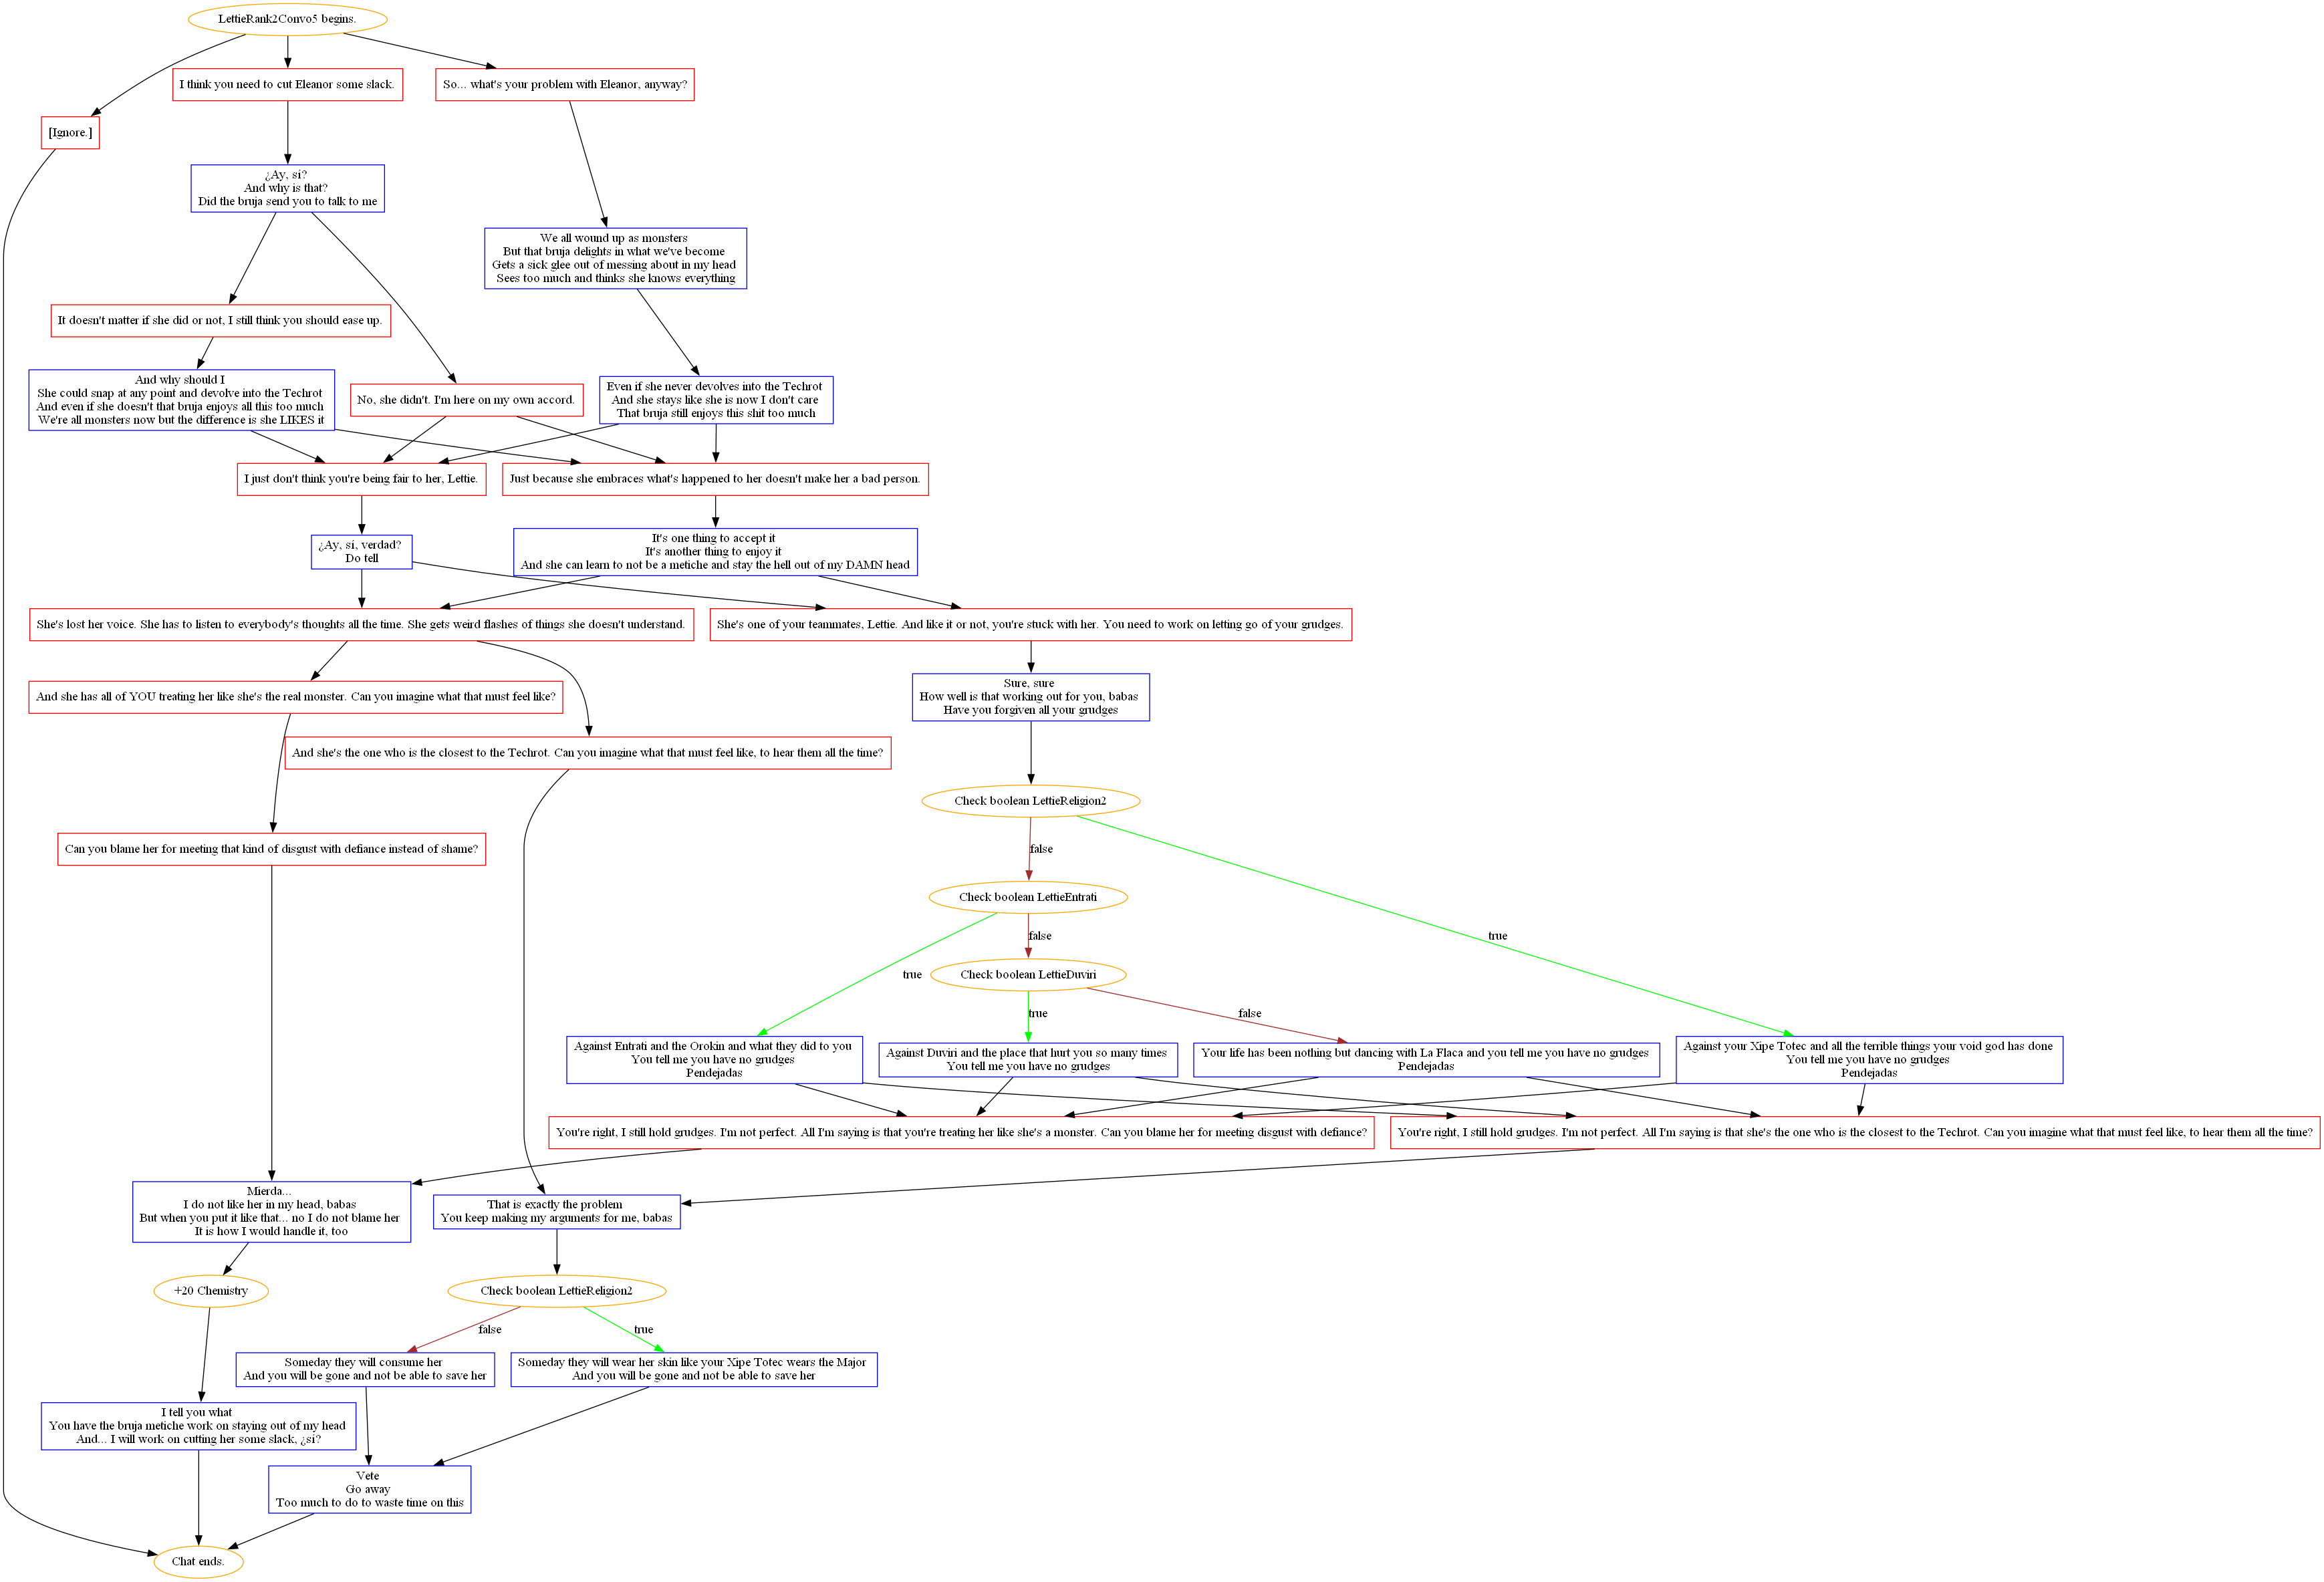 LettieRank2Convo5 begins.
I think you need to cut Eleanor some slack.
So... what's your problem with Eleanor, anyway?
[Ignore.]
¿Ay, sí?
And why is that?
Did the bruja send you to talk to me
We all wound up as monsters
But that bruja delights in what we've become
Gets a sick glee out of messing about in my head
Sees too much and thinks she knows everything
It doesn't matter if she did or not, I still think you should ease up.
And why should I
She could snap at any point and devolve into the Techrot
And even if she doesn't that bruja enjoys all this too much
We're all monsters now but the difference is she LIKES it
No, she didn't. I'm here on my own accord.
Even if she never devolves into the Techrot
And she stays like she is now I don't care
That bruja still enjoys this shit too much
I just don't think you're being fair to her, Lettie.
Just because she embraces what's happened to her doesn't make her a bad person.
¿Ay, sí, verdad?
Do tell
It's one thing to accept it
It's another thing to enjoy it
And she can learn to not be a metiche and stay the hell out of my DAMN head
She's lost her voice. She has to listen to everybody's thoughts all the time. She gets weird flashes of things she doesn't understand.
She's one of your teammates, Lettie. And like it or not, you're stuck with her. You need to work on letting go of your grudges.
And she has all of YOU treating her like she's the real monster. Can you imagine what that must feel like?
Sure, sure
How well is that working out for you, babas
Have you forgiven all your grudges
And she's the one who is the closest to the Techrot. Can you imagine what that must feel like, to hear them all the time?
Check boolean LettieReligion2
Can you blame her for meeting that kind of disgust with defiance instead of shame?
false
Check boolean LettieEntrati
false
true
true
Check boolean LettieDuviri
true
false
Against Entrati and the Orokin and what they did to you
You tell me you have no grudges
Pendejadas
Against Duviri and the place that hurt you so many times
You tell me you have no grudges
Your life has been nothing but dancing with La Flaca and you tell me you have no grudges
Pendejadas
Against your Xipe Totec and all the terrible things your void god has done
You tell me you have no grudges
Pendejadas
You're right, I still hold grudges. I'm not perfect. All I'm saying is that you're treating her like she's a monster. Can you blame her for meeting disgust with defiance?
You're right, I still hold grudges. I'm not perfect. All I'm saying is that she's the one who is the closest to the Techrot. Can you imagine what that must feel like, to hear them all the time?
Mierda...
I do not like her in my head, babas
But when you put it like that... no I do not blame her
It is how I would handle it, too
That is exactly the problem
You keep making my arguments for me, babas
+20 Chemistry
Check boolean LettieReligion2
false
true
Someday they will consume her
And you will be gone and not be able to save her
Someday they will wear her skin like your Xipe Totec wears the Major
And you will be gone and not be able to save her
I tell you what
You have the bruja metiche work on staying out of my head
And... I will work on cutting her some slack, ¿sí?
Vete
Go away
Too much to do to waste time on this
Chat ends.